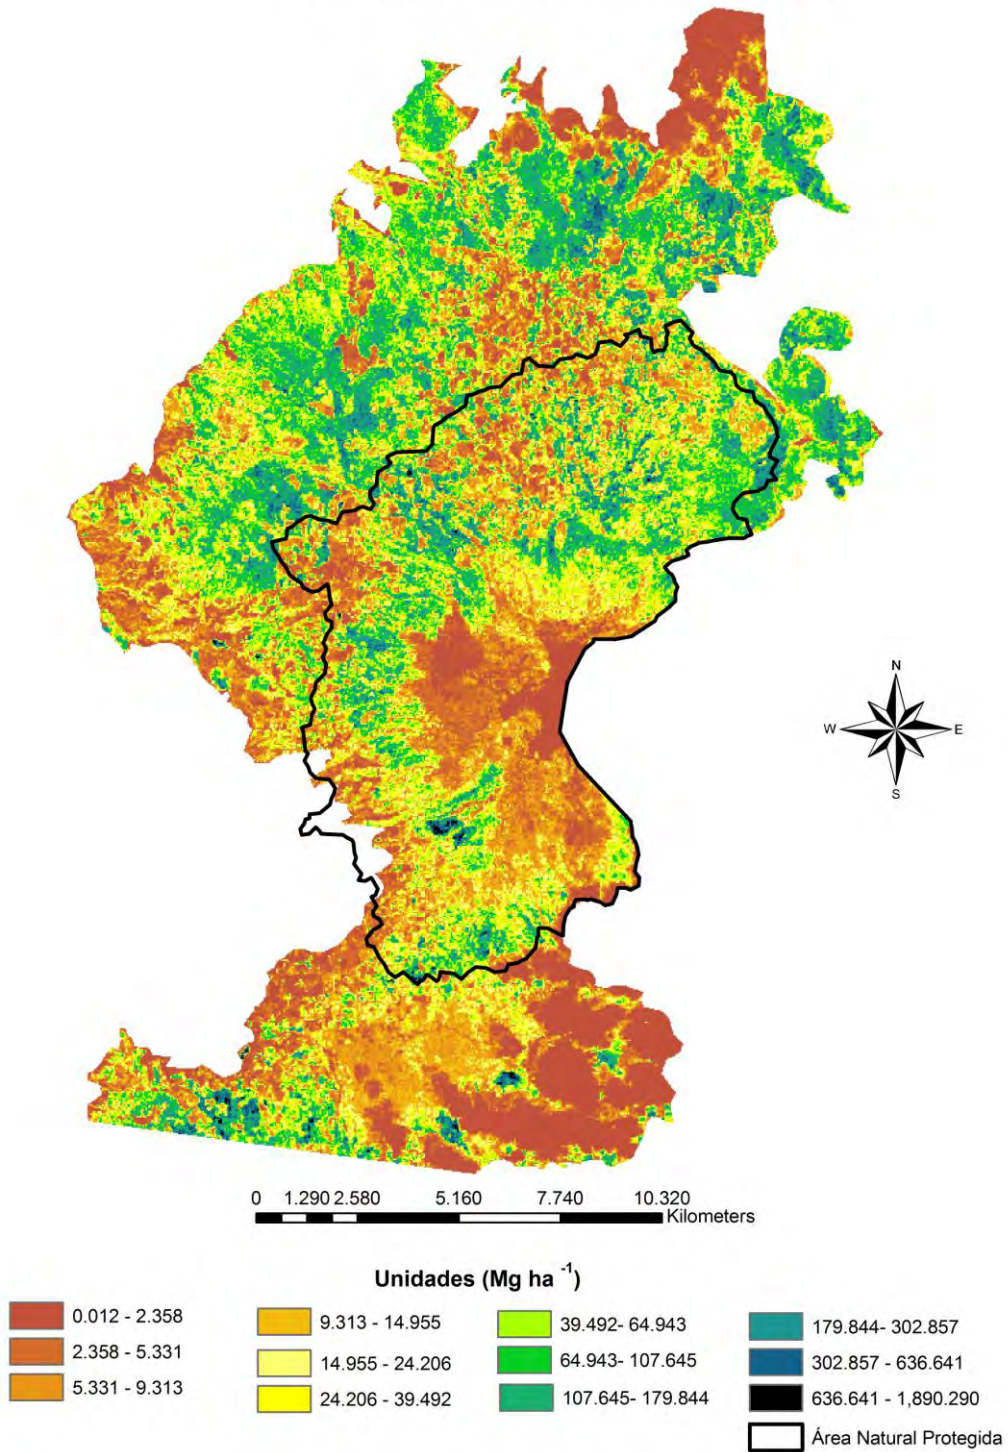 N
W E
S
0 1.290 2.580 5.160 7.740 10.320
Kilometers
Unidades (Mg ha ⁻¹)
0.012 - 2.358
2.358 - 5.331
5.331 - 9.313
9.313 - 14.955
14.955 - 24.206
24.206 - 39.492
39.492- 64.943
64.943- 107.645
107.645- 179.844
179.844- 302.857
302.857 - 636.641
636.641 - 1,890.290
Área Natural Protegida